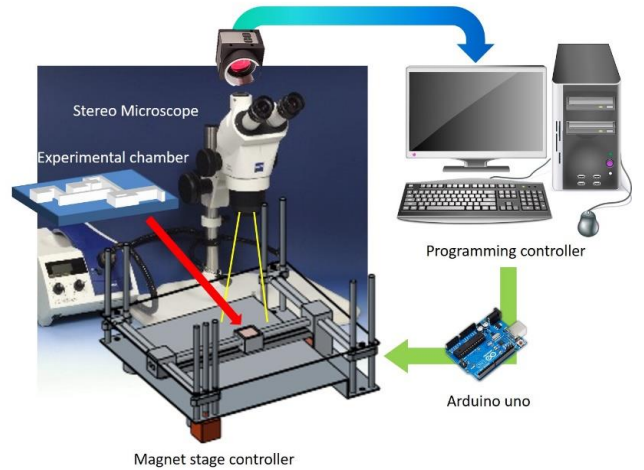 Stereo Microscope
Experimental chamber
Programming controller
Arduino uno
Magnet stage controller